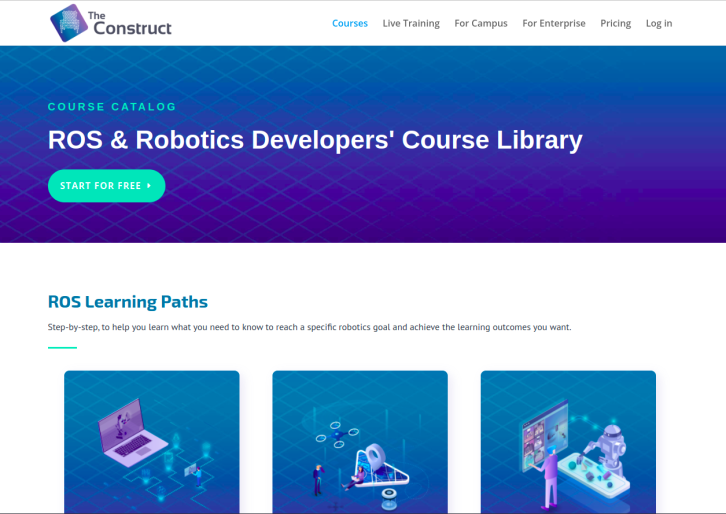 The
Construct
Courses
Live Training
For Campus
For Enterprise
Pricing
Log in
COURSE CATALOG
ROS & Robotics Developers' Course Library
START FOR FREE
ROS Learning Paths
Step-by-step, to help you learn what you need to know to reach a specific robotics goal and achieve the learning outcomes you want.